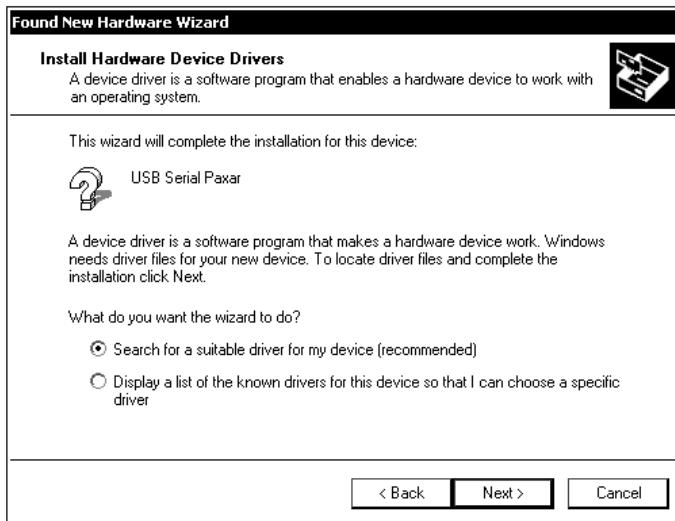 Found New Hardware Wizard
Install Hardware Device Drivers
A device driver is a software program that enables a hardware device to work with
an operating system.
This wizard will complete the installation for this device:
USB Serial Paxar
A device driver is a software program that makes a hardware device work. Windows
needs driver files for your new device. To locate driver files and complete the
installation click Next.
What do you want the wizard to do?
Search for a suitable driver for my device (recommended)
Display a list of the known drivers for this device so that I can choose a specific
driver
< Back Next > Cancel